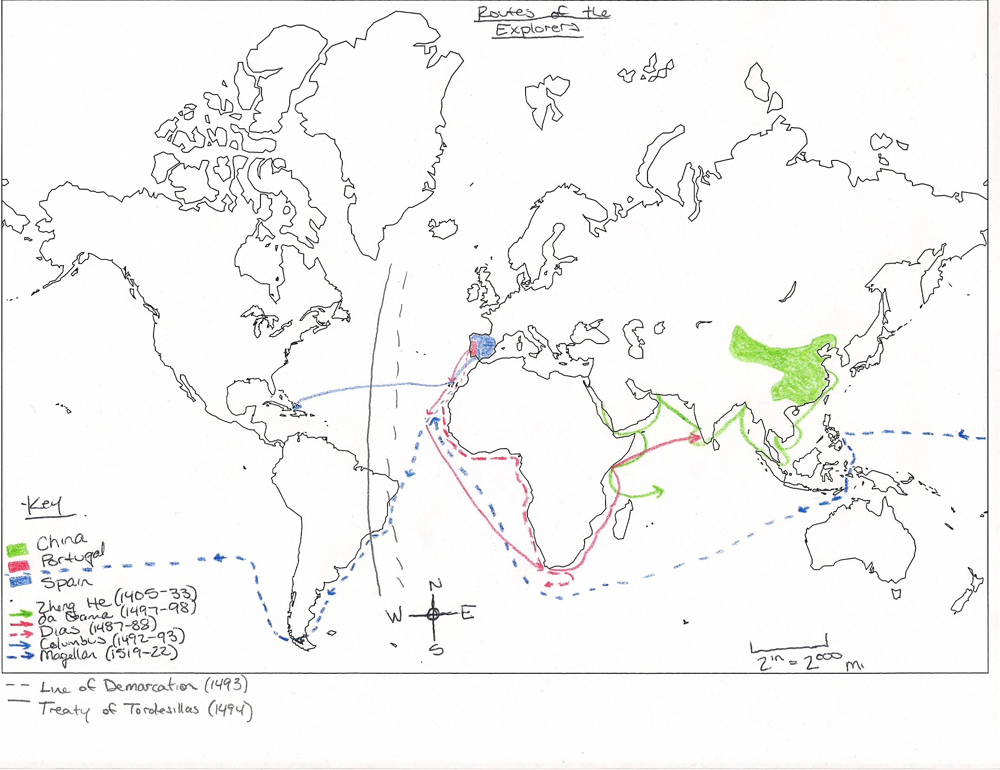 Routes of the
Explorers
N
W E
S
Key
China
Portugal
Spain
Zheng He (1405-33)
da Gama (1497-98)
Dias (1487-88)
Columbus (1492-93)
Magellan (1519-22)
2in = 2000 mi
Line of Demarcation (1493)
Treaty of Tordesillas (1494)